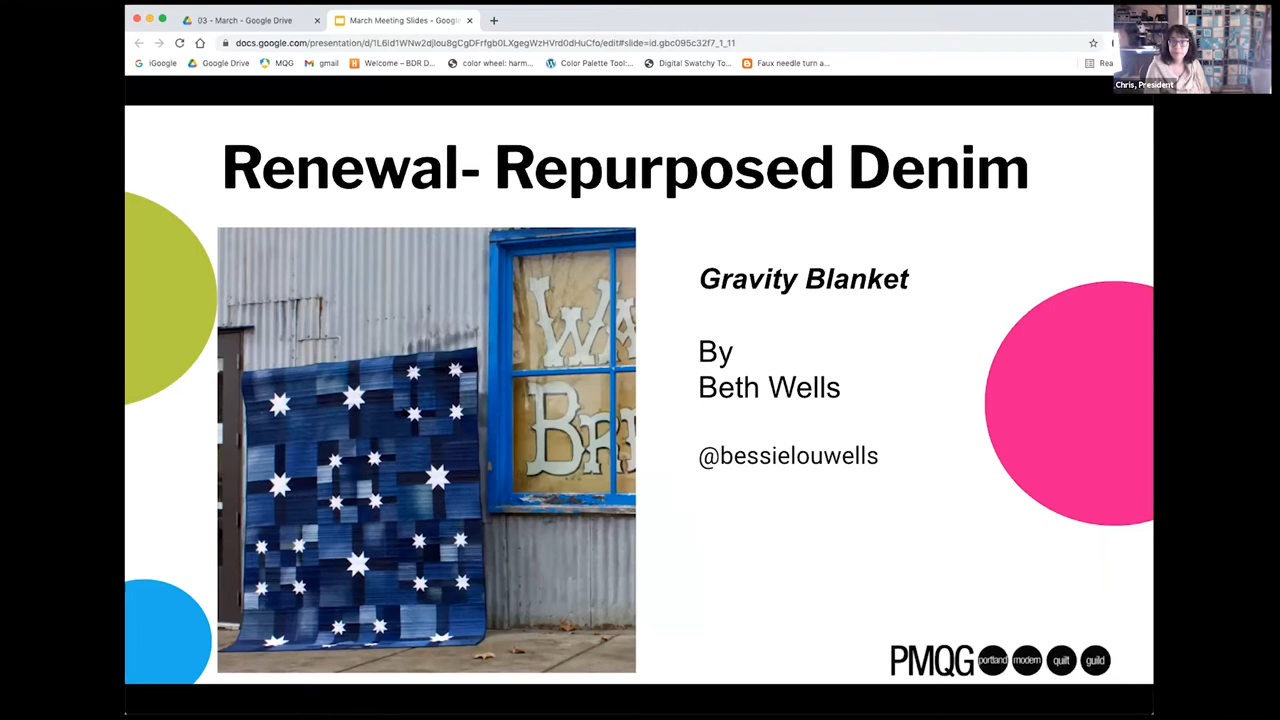 03 - March - Google Drive
March Meeting Slides - Google
docs.google.com/presentation/d/1L6Id1WNw2djlou8gCgDFrfgb0LXgegWzHVrd0dHuCfo/edit#slide=id.gbc095c32f7_1_11
iGoogle
Google Drive
MQG
gmail
Welcome – BDR D...
color wheel: harm...
Color Palette Tool:...
Digital Swatchy To...
Faux needle turn a...
Rea
Chris, President
Renewal- Repurposed Denim
Gravity Blanket
By
Beth Wells
@bessielouwells
PMQG portland modern quilt guild